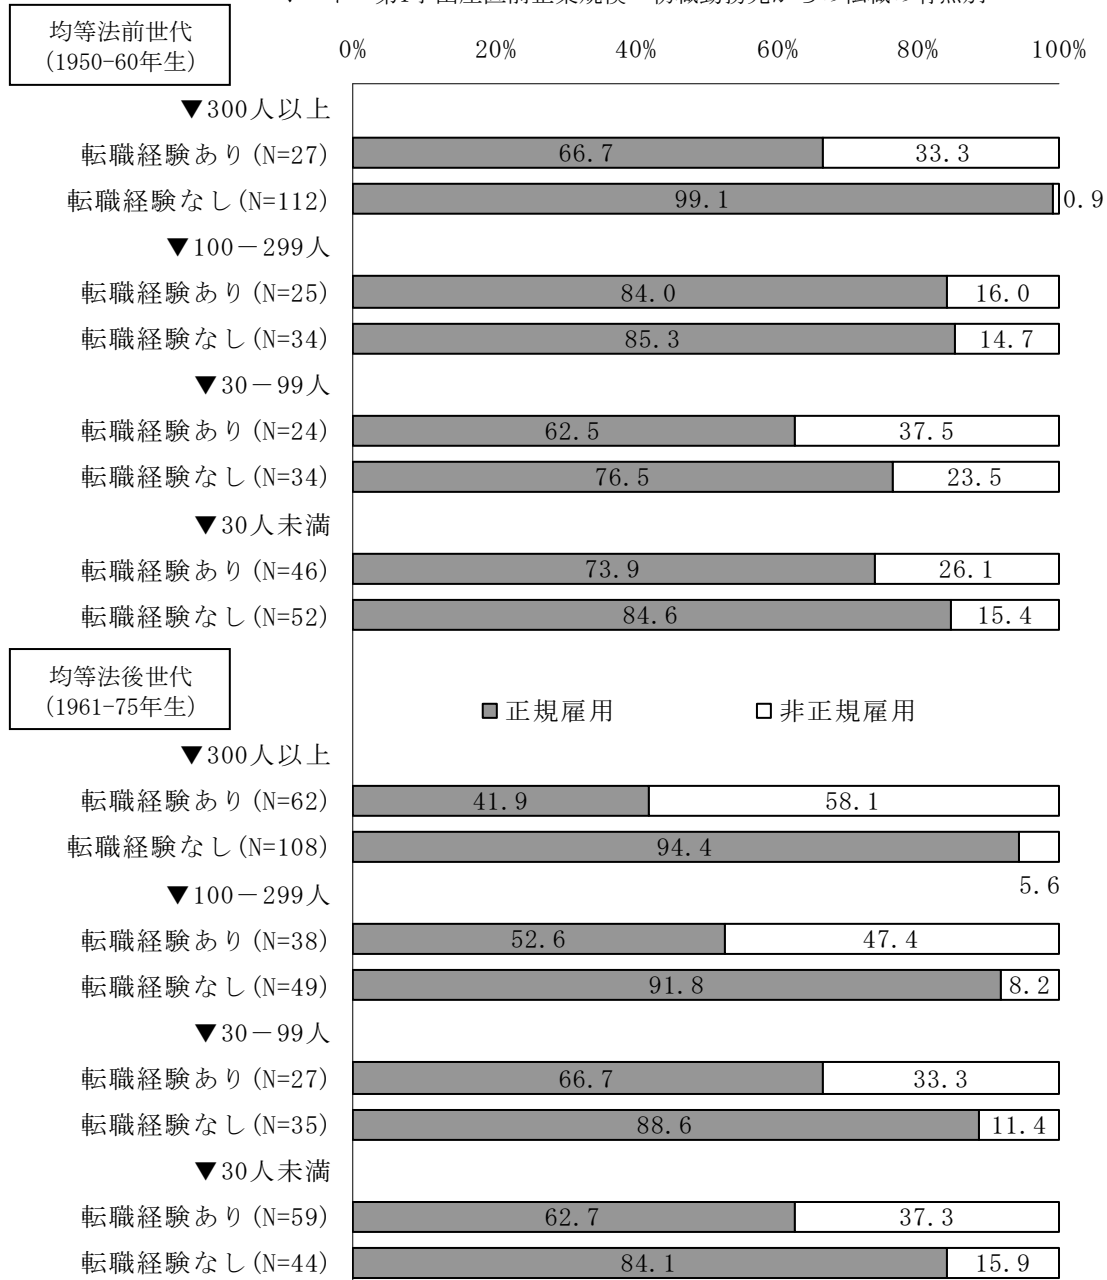 均等法前世代
(1950-60年生)
0% 20% 40% 60% 80% 100%
▼300人以上
転職経験あり(N=27) 66.7 33.3
転職経験なし(N=112) 99.1 0.9
▼100－299人
転職経験あり(N=25) 84.0 16.0
転職経験なし(N=34) 85.3 14.7
▼30－99人
転職経験あり(N=24) 62.5 37.5
転職経験なし(N=34) 76.5 23.5
▼30人未満
転職経験あり(N=46) 73.9 26.1
転職経験なし(N=52) 84.6 15.4
均等法後世代
(1961-75年生)
正規雇用 非正規雇用
▼300人以上
転職経験あり(N=62) 41.9 58.1
転職経験なし(N=108) 94.4 5.6
▼100－299人
転職経験あり(N=38) 52.6 47.4
転職経験なし(N=49) 91.8 8.2
▼30－99人
転職経験あり(N=27) 66.7 33.3
転職経験なし(N=35) 88.6 11.4
▼30人未満
転職経験あり(N=59) 62.7 37.3
転職経験なし(N=44) 84.1 15.9